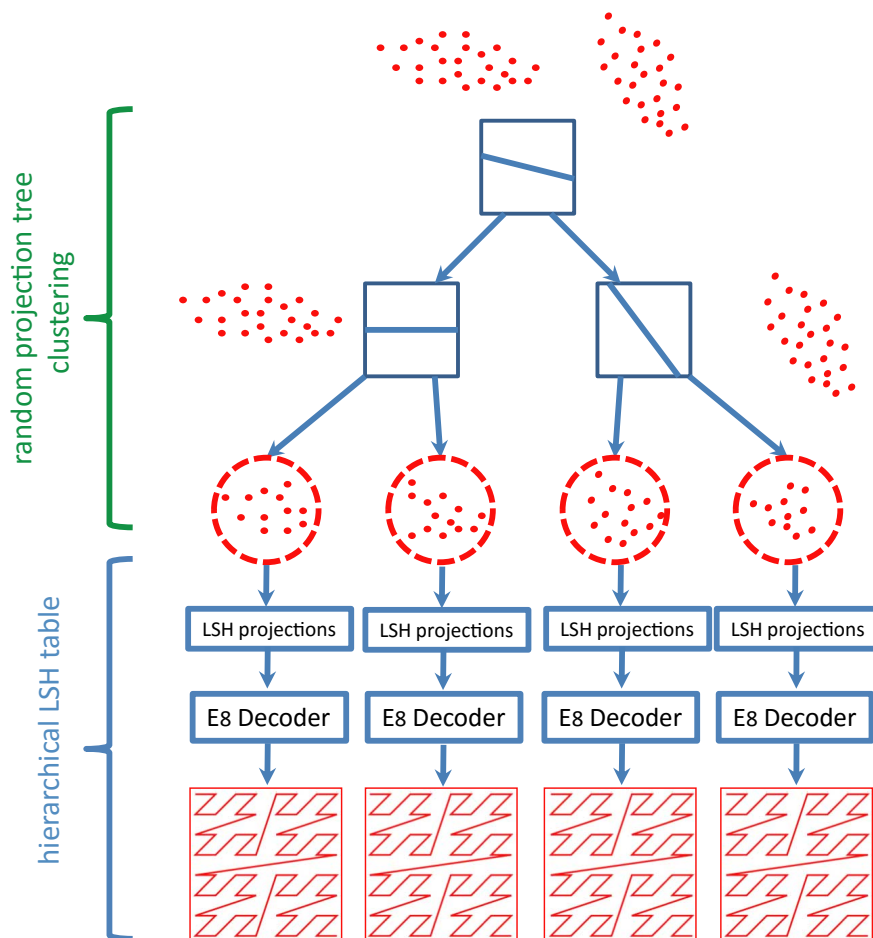 random projection tree
clustering
hierarchical LSH table
LSH projections
LSH projections
LSH projections
LSH projections
E8 Decoder
E8 Decoder
E8 Decoder
E8 Decoder